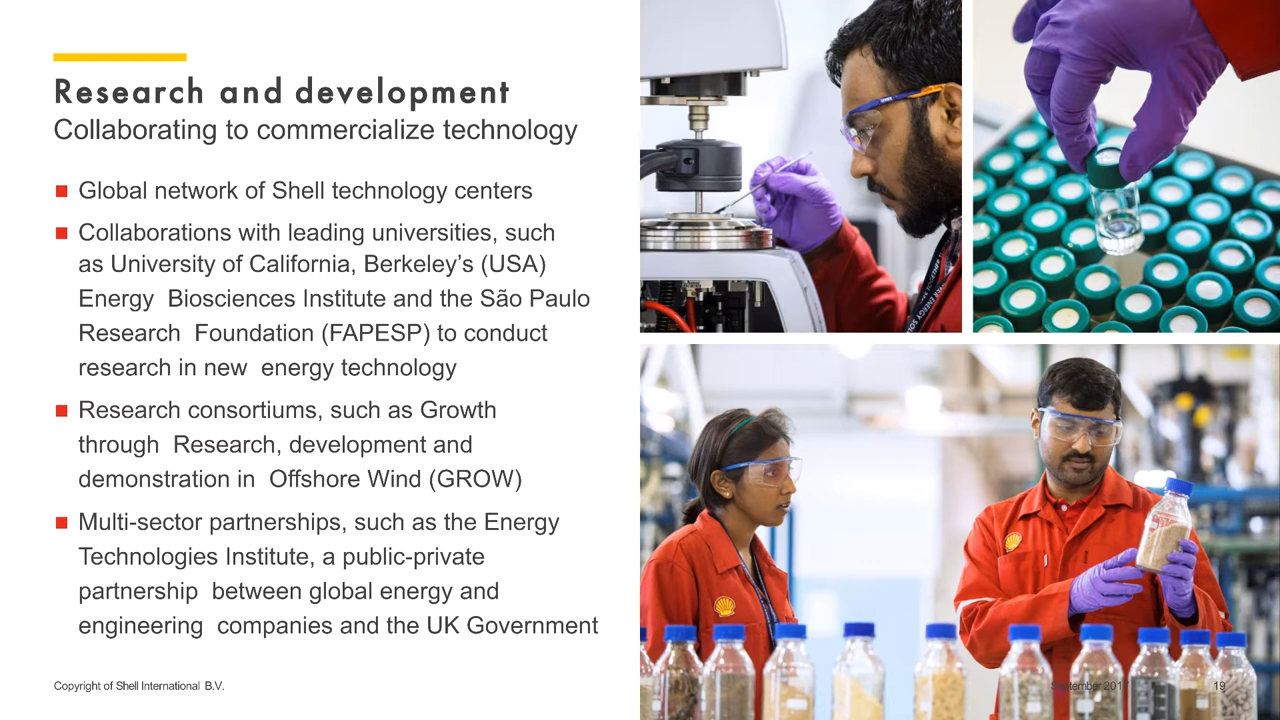 Research and development
Collaborating to commercialize technology
Global network of Shell technology centers
Collaborations with leading universities, such
as University of California, Berkeley’s (USA)
Energy Biosciences Institute and the São Paulo
Research Foundation (FAPESP) to conduct
research in new energy technology
Research consortiums, such as Growth
through Research, development and
demonstration in Offshore Wind (GROW)
Multi-sector partnerships, such as the Energy
Technologies Institute, a public-private
partnership between global energy and
engineering companies and the UK Government
Copyright of Shell International B.V.
September
19